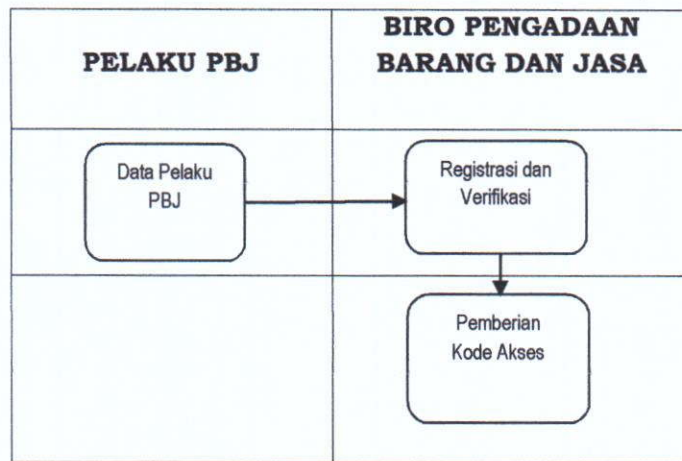 PELAKU PBJ
BIRO PENGADAAN
BARANG DAN JASA
Data Pelaku
PBJ
Registrasi dan
Verifikasi
Pemberian
Kode Akses